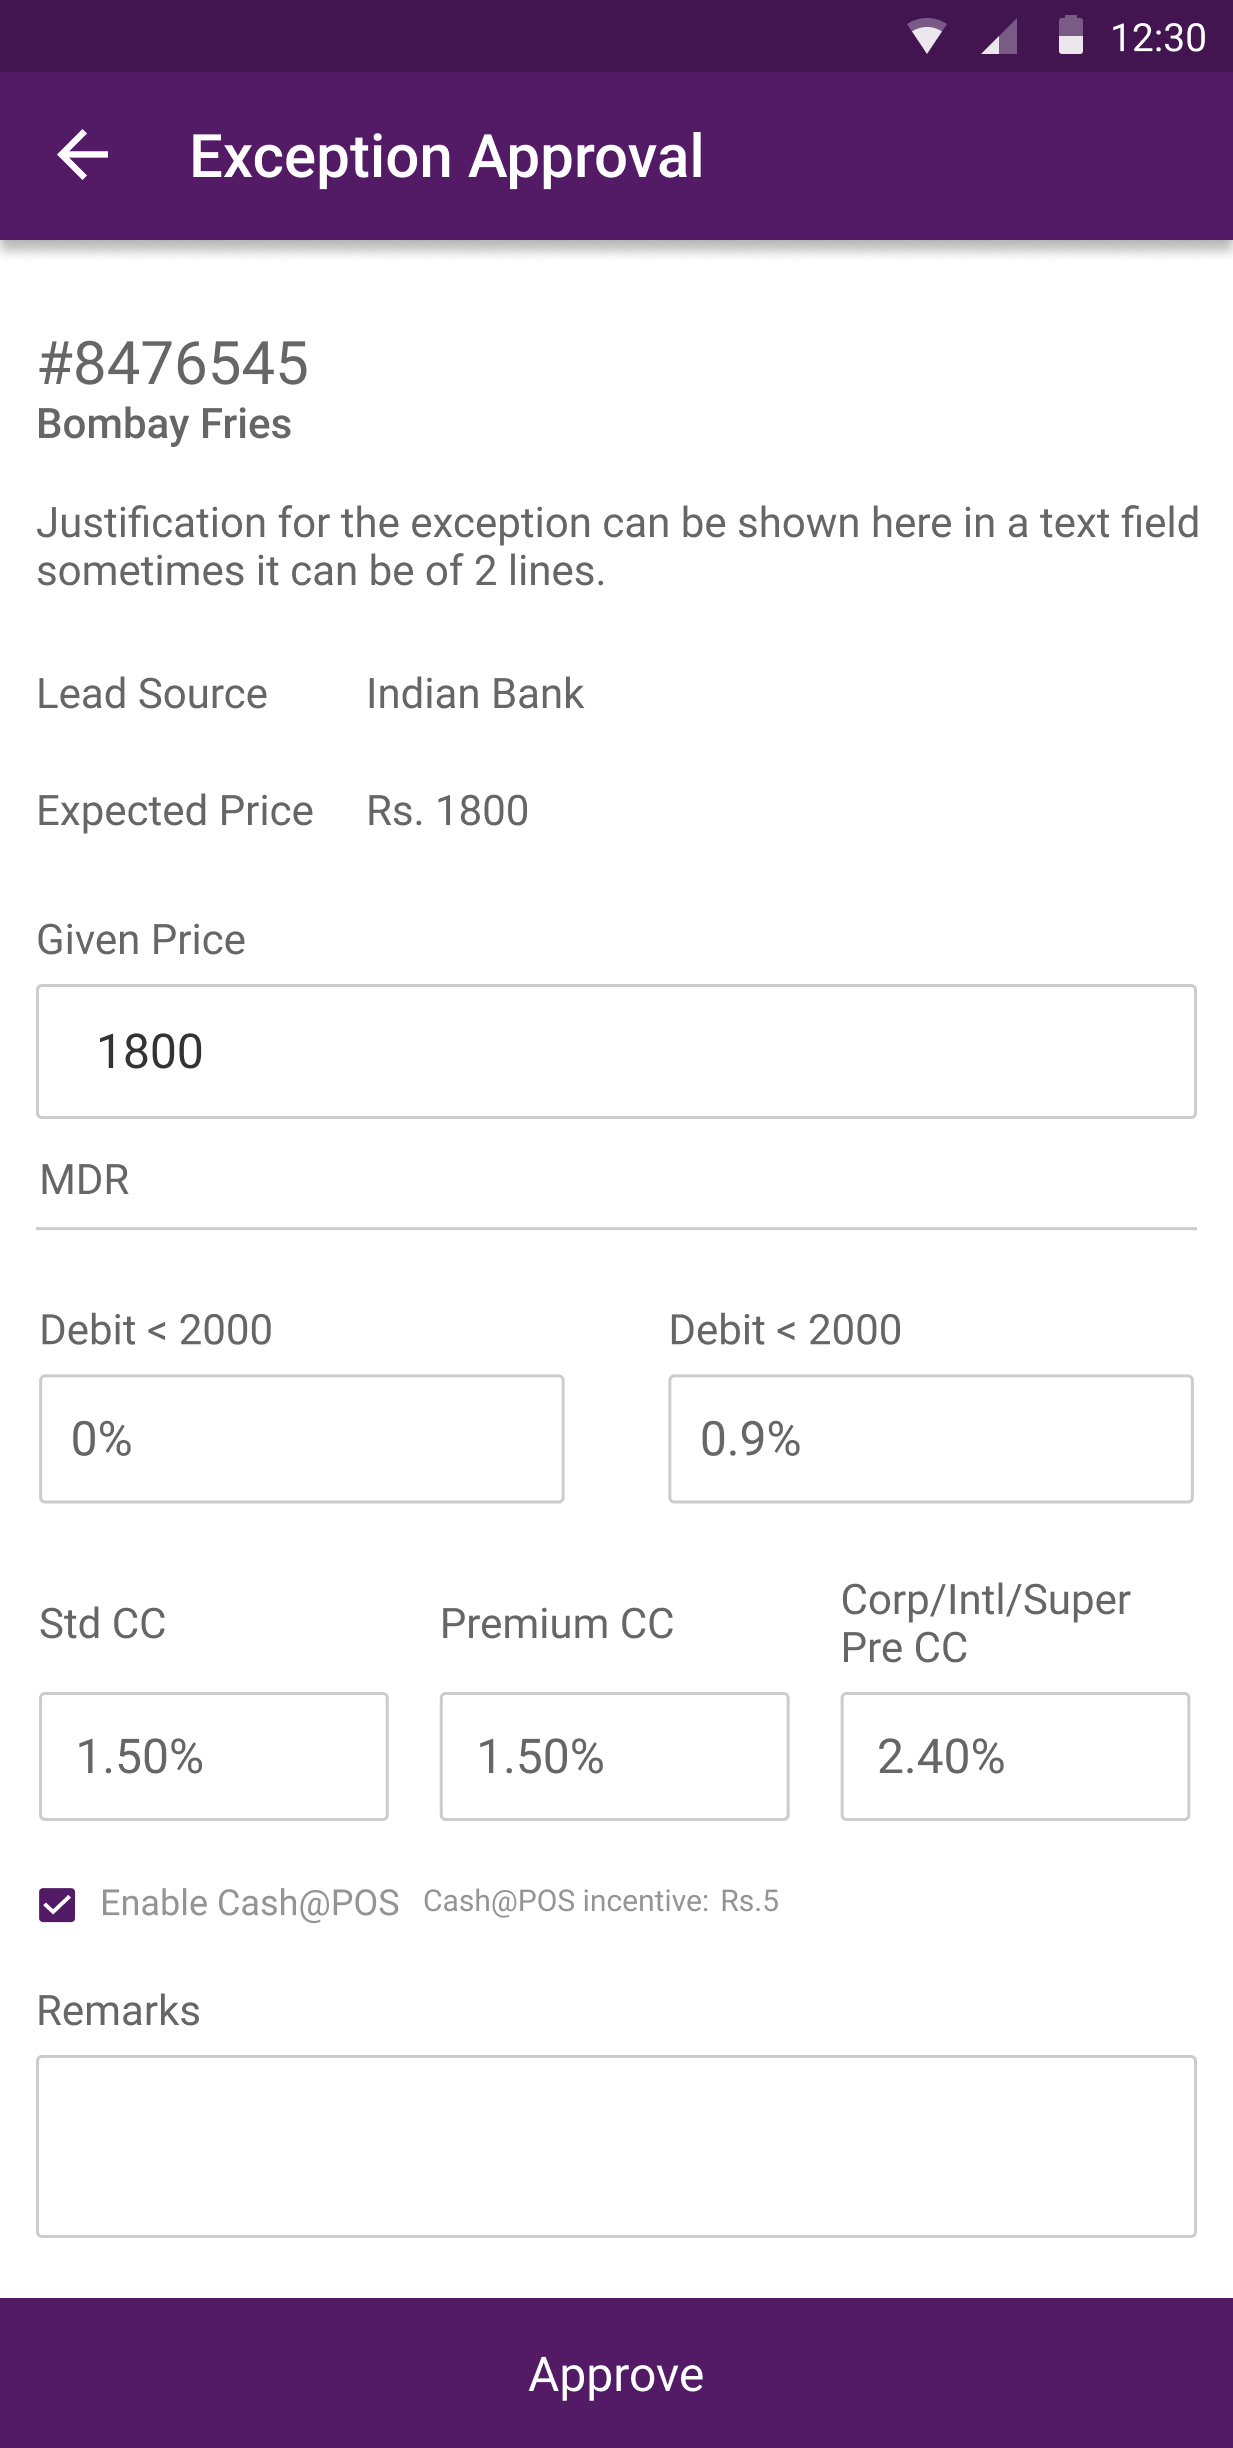 12:30
Exception Approval
#8476545
Bombay Fries
Justification for the exception can be shown here in a text field
sometimes it can be of 2 lines.
Lead Source Indian Bank
Expected Price Rs. 1800
Given Price
1800
MDR
Debit < 2000 Debit < 2000
0% 0.9%
Std CC Premium CC Corp/Intl/Super
Pre CC
1.50% 1.50% 2.40%
Enable Cash@POS Cash@POS incentive: Rs.5
Remarks
Approve